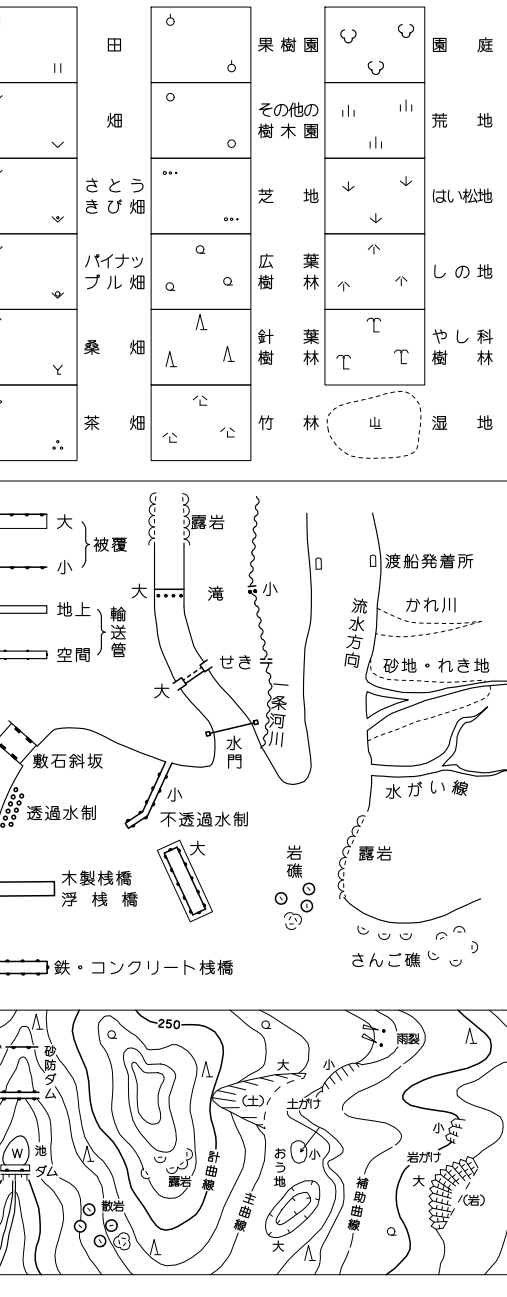 田
果樹園
園庭
畑
その他の
樹木園
荒地
さとう
きび畑
芝地
はい松地
パイナッ
プル畑
広葉
樹林
しの地
桑畑
針葉
樹林
やし科
樹林
茶畑
竹林
湿地
大
小
被覆
地上
空間
輸送管
露岩
大
滝
小
せき
大
一条河川
水門
渡船発着所
流水方向
かれ川
砂地・れき地
水がい線
敷石斜坂
透過水制
小
不透過水制
大
岩礁
露岩
さんご礁
木製桟橋
浮桟橋
鉄・コンクリート桟橋
250
砂防ダム
池
W
ダム
散岩
露岩
計曲線
主曲線
(土)
大
小
土がけ
雨裂
おう地
小
大
補助曲線
小
岩がけ
大
(岩)